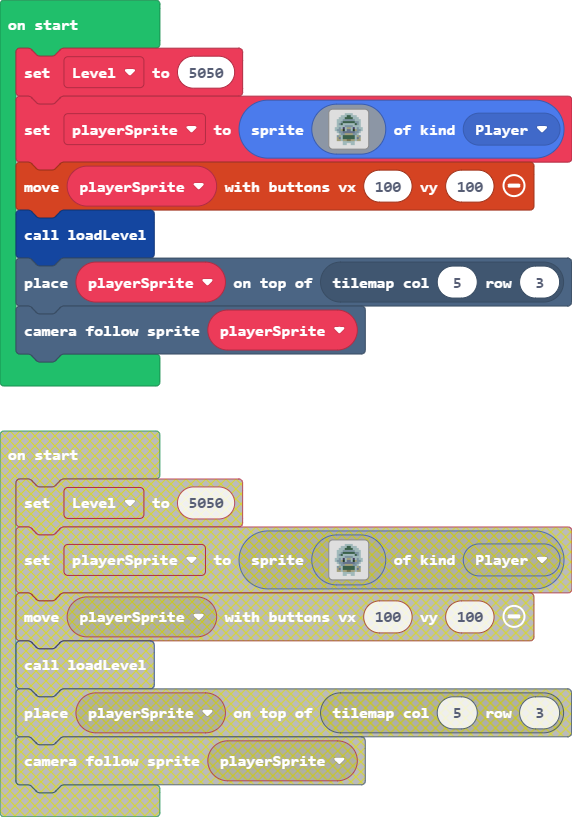 on start
set Level to 5050
set playerSprite to sprite of kind Player
move playerSprite with buttons vx 100 vy 100
call loadLevel
place playerSprite on top of tilemap col 5 row 3
camera follow sprite playerSprite
on start
set Level to 5050
set playerSprite to sprite of kind Player
move playerSprite with buttons vx 100 vy 100
call loadLevel
place playerSprite on top of tilemap col 5 row 3
camera follow sprite playerSprite